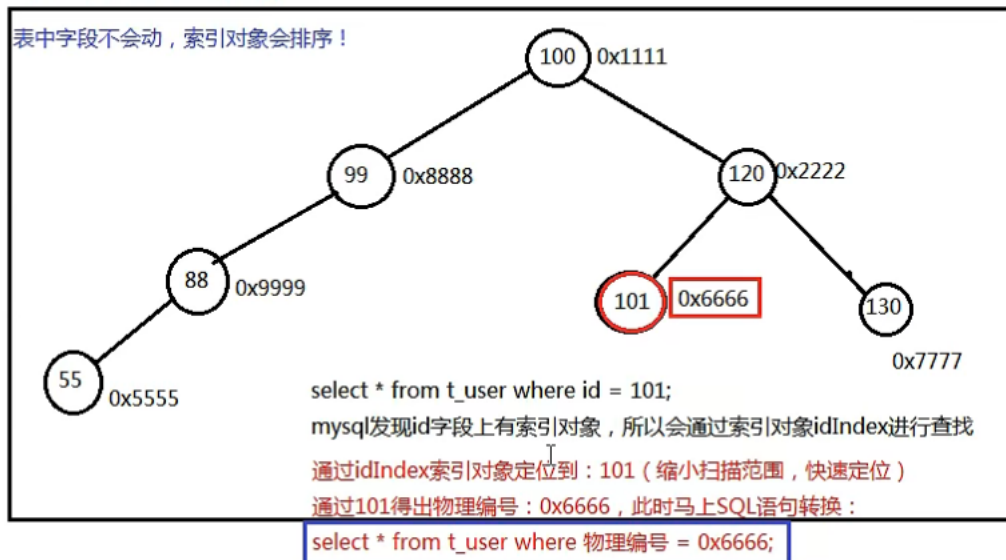 表中字段不会动，索引对象会排序！
100 0x1111
99 0x8888
120 0x2222
88 0x9999
101 0x6666
130
0x7777
55 0x5555
select * from t_user where id = 101;
mysql发现id字段上有索引对象，所以会通过索引对象idIndex进行查找
通过idIndex索引对象定位到：101（缩小扫描范围，快速定位）
通过101得出物理编号：0x6666，此时马上SQL语句转换：
select * from t_user where 物理编号 = 0x6666;